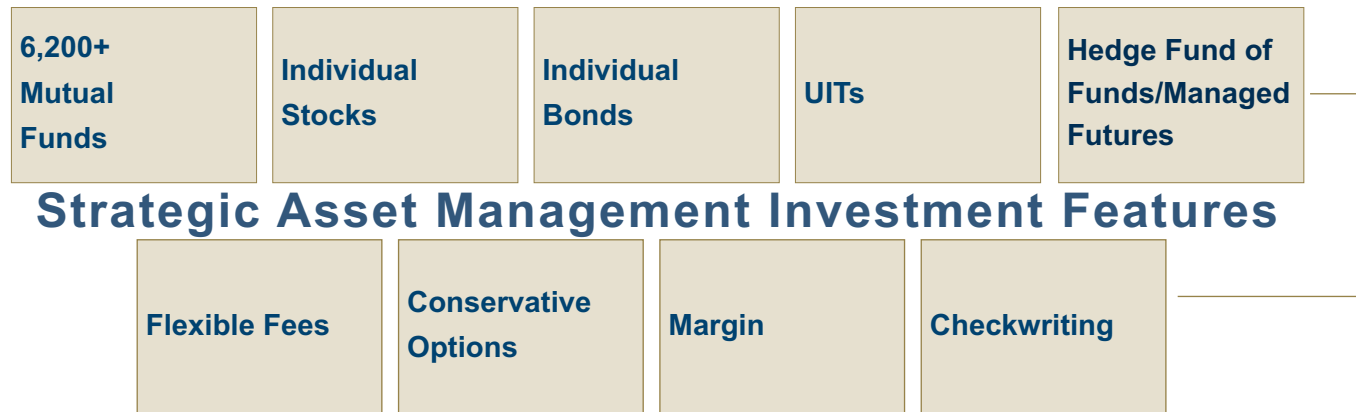 6,200+
Mutual
Funds
Individual
Stocks
Individual
Bonds
UITs
Hedge Fund of
Funds/Managed
Futures
Strategic Asset Management Investment Features
Flexible Fees
Conservative
Options
Margin
Checkwriting